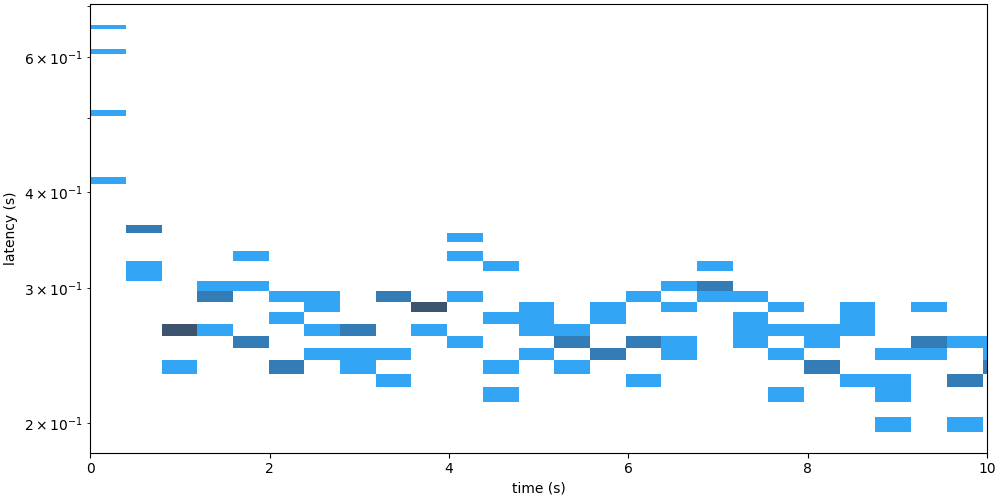 6 × 10⁻¹
4 × 10⁻¹
3 × 10⁻¹
2 × 10⁻¹
latency (s)
0 2 4 6 8 10
time (s)